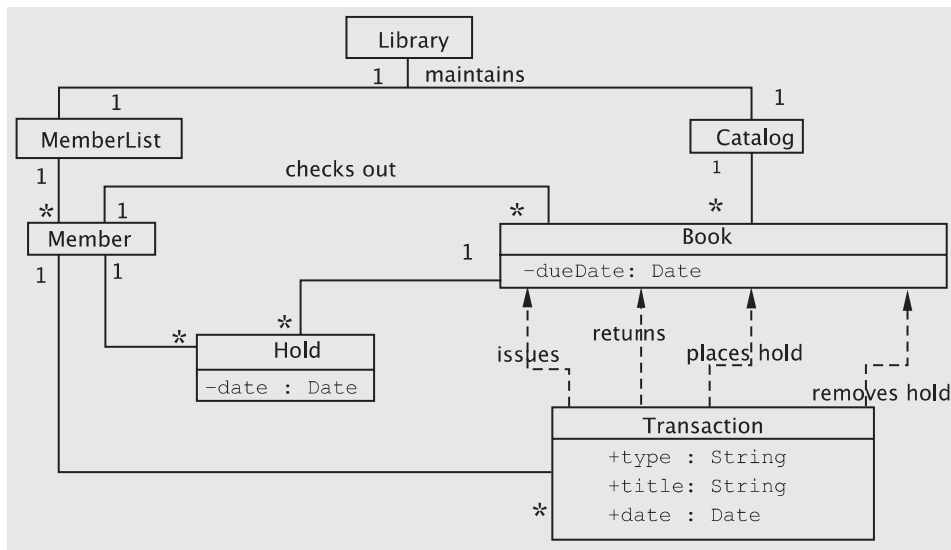 Library
1
maintains
1
1
MemberList
Catalog
1
1
checks out
*
1
*
*
Member
Book
1
1
1
-dueDate: Date
*
*
Hold
-date : Date
issues
returns
places hold
removes hold
Transaction
+type : String
+title: String
+date : Date
*